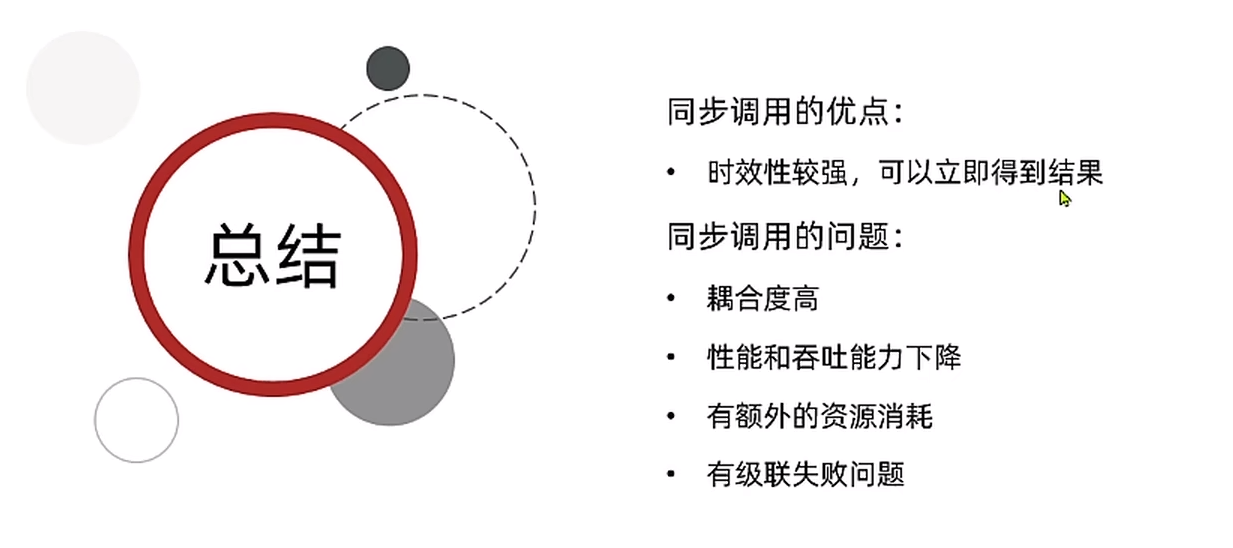 总结
同步调用的优点：
• 时效性较强，可以立即得到结果
同步调用的问题：
• 耦合度高
• 性能和吞吐能力下降
• 有额外的资源消耗
• 有级联失败问题